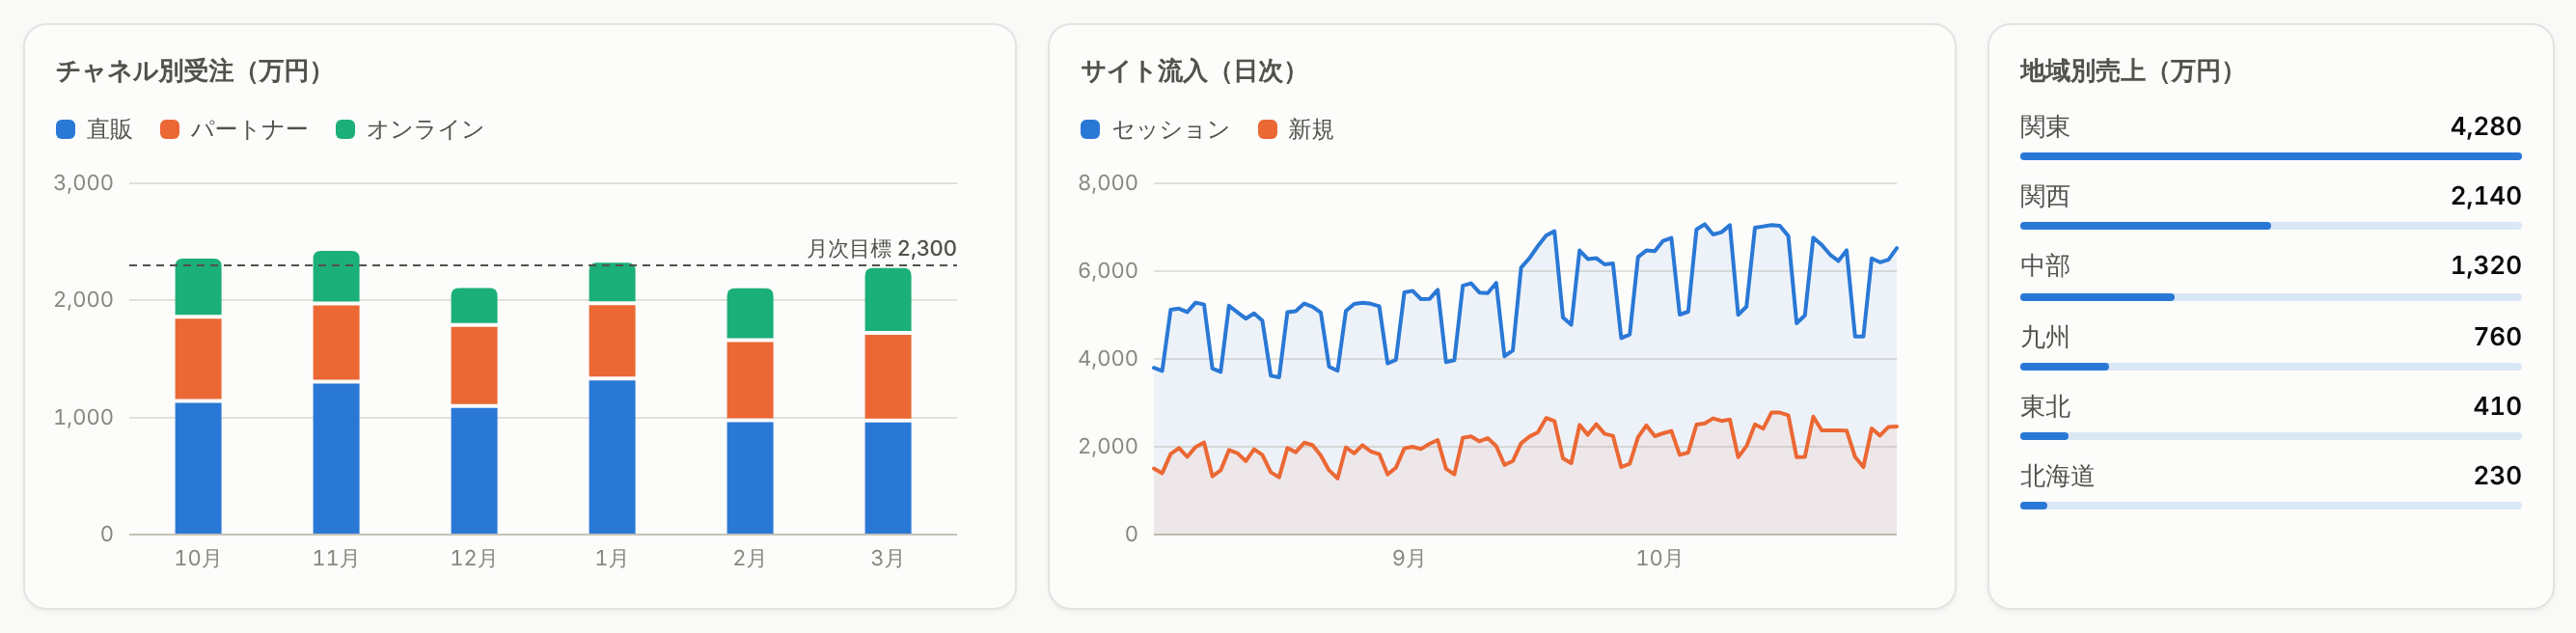 チャネル別受注（万円）
直販 パートナー オンライン
3,000
月次目標 2,300
2,000
1,000
0
10月 11月 12月 1月 2月 3月
サイト流入（日次）
セッション 新規
8,000
6,000
4,000
2,000
0
9月 10月
地域別売上（万円）
関東 4,280
関西 2,140
中部 1,320
九州 760
東北 410
北海道 230